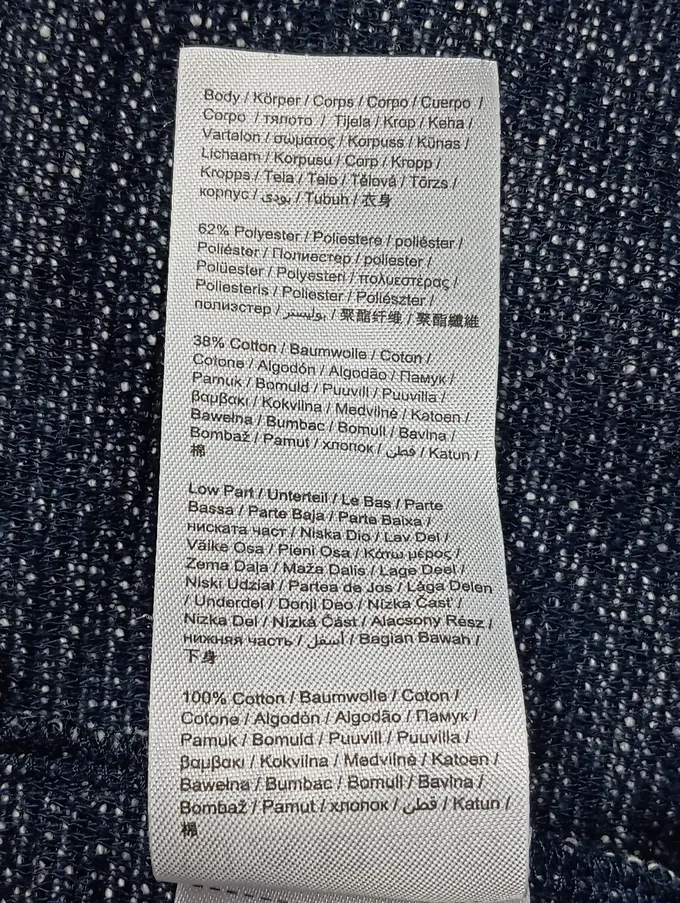 Body / Körper / Corps / Corpo / Cuerpo /
Corpo / тяпото / Tijela / Krop / Keha /
Vartalon / σώματος / Korpuss / Kūnas /
Lichaam / Korpusu / Corp / Kropp /
Kropps / Tela / Telo / Tělová / Törzs /
корпус / بودي / Tubuh / 衣身
62% Polyester / Poliestere / poliéster /
Poliéster / Полиестер / poliester /
Polüester / Polyesteri / πολυεστέρας /
Poliesteris / Poliester / Poliészter /
полиэстер / بوليستر / 聚酯纤维 / 聚酯纖維
38% Cotton / Baumwolle / Coton /
Cotone / Algodón / Algodão / Памук /
Pamuk / Bomuld / Puuvill / Puuvilla /
βαμβακι / Kokvilna / Medvilnė / Katoen /
Bawełna / Bumbac / Bomull / Bavlna /
Bombaž / Pamut / хлопок / قطن / Katun /
棉
Low Part / Unterteil / Le Bas / Parte
Bassa / Parte Baja / Parte Baixa /
ниската част / Niska Dio / Lav Del /
Väike Osa / Pieni Osa / Κάτω μέρος /
Zema Daļa / Maža Dalis / Lage Deel /
Niski Udział / Partea de Jos / Låga Delen
/ Underdel / Donji Deo / Nízka Časť /
Nizka Del / Nízká Část / Alacsony Rész /
нижняя часть / أسفل / Bagian Bawah /
下身
100% Cotton / Baumwolle / Coton /
Cotone / Algodón / Algodão / Памук /
Pamuk / Bomuld / Puuvill / Puuvilla /
βαμβακι / Kokvilna / Medvilnė / Katoen /
Bawełna / Bumbac / Bomull / Bavlna /
Bombaž / Pamut / хлопок / قطن / Katun /
棉